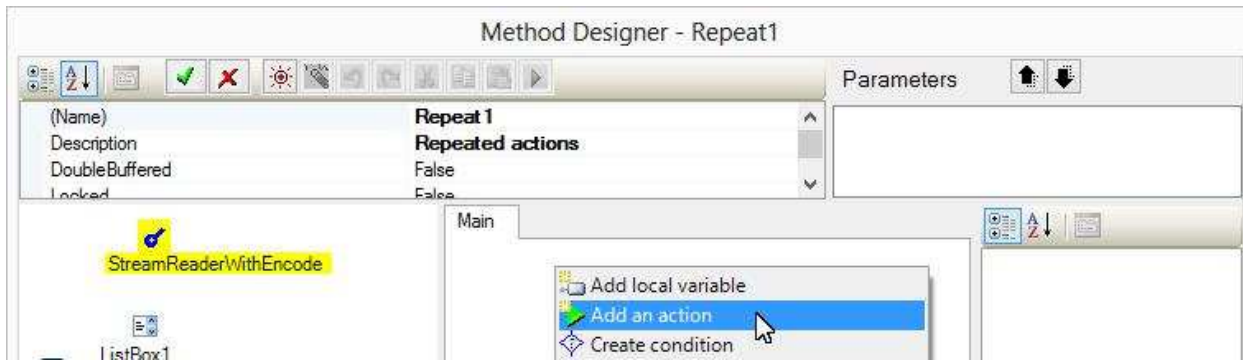 Method Designer - Repeat1
Parameters
(Name) Repeat1
Description Repeated actions
DoubleBuffered False
Locked False
Main
StreamReaderWithEncode
Add local variable
Add an action
Create condition
ListBox1